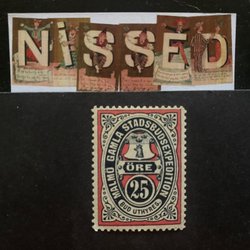 NiSSED
MALMÖ GAMLA STADSBUDSEXPEDITION
ÖRE
25